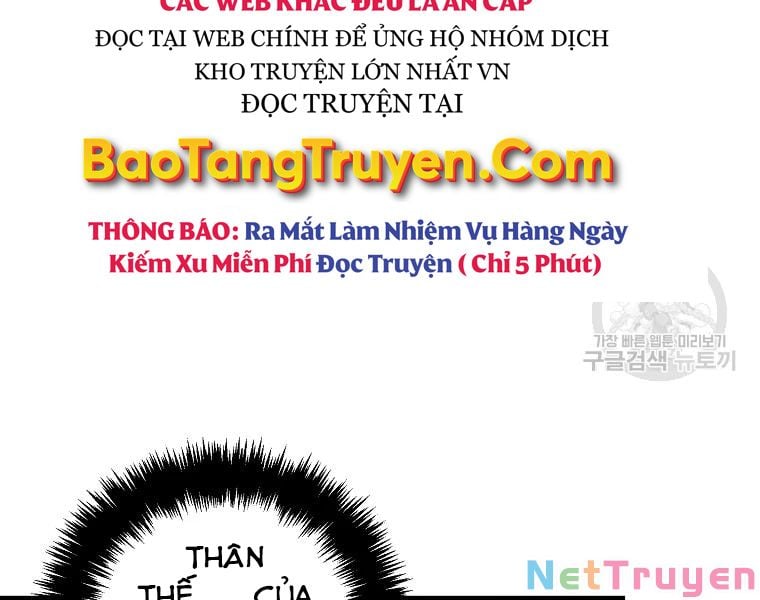 CÁC WEB KHÁC ĐỀU LÀ ĂN CẮP
ĐỌC TẠI WEB CHÍNH ĐỂ ỦNG HỘ NHÓM DỊCH
KHO TRUYỆN LỚN NHẤT VN
ĐỌC TRUYỆN TẠI
BaoTangTruyen.Com
THÔNG BÁO: Ra Mắt Làm Nhiệm Vụ Hàng Ngày
Kiếm Xu Miễn Phí Đọc Truyện ( Chỉ 5 Phút)
가장 빠른 웹툰 미리보기
구글검색 뉴토끼
THÂN
THẾ CỦA
NetTruyen